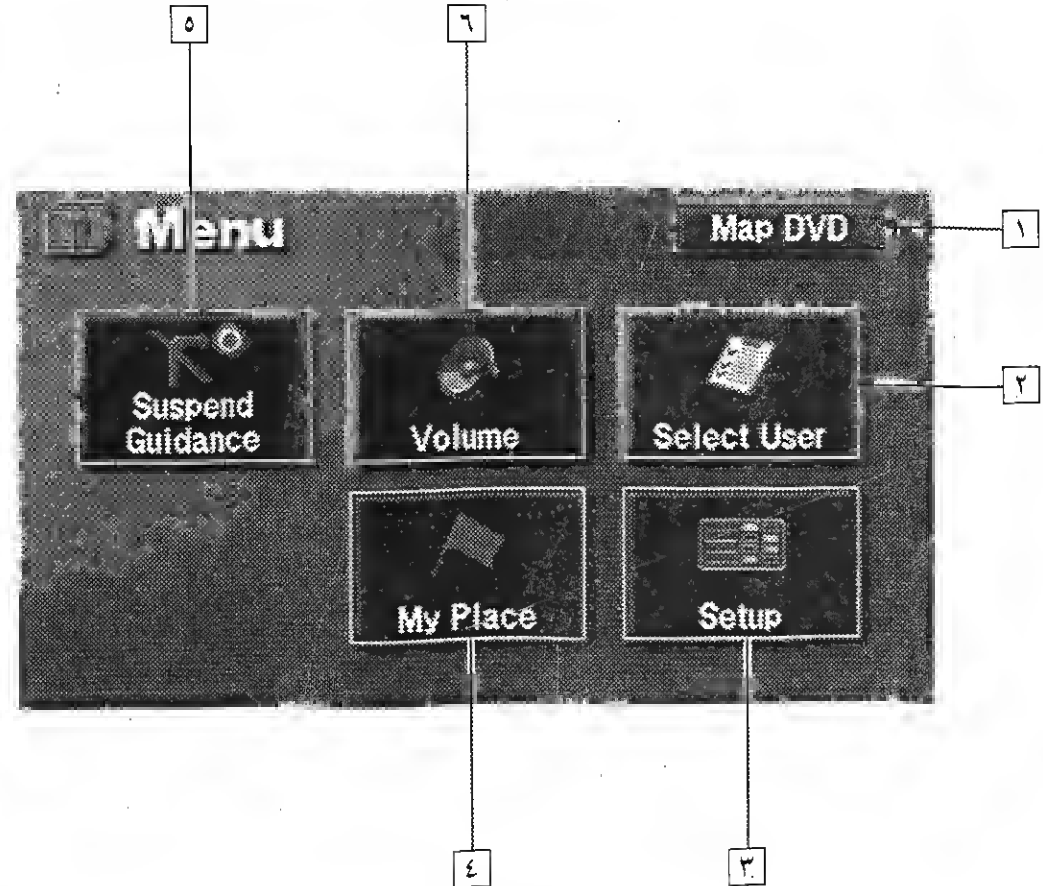 ٥ ٦
Menu Map DVD ١
Suspend
Guidance Volume Select User ٢
My Place Setup
٤ ٣